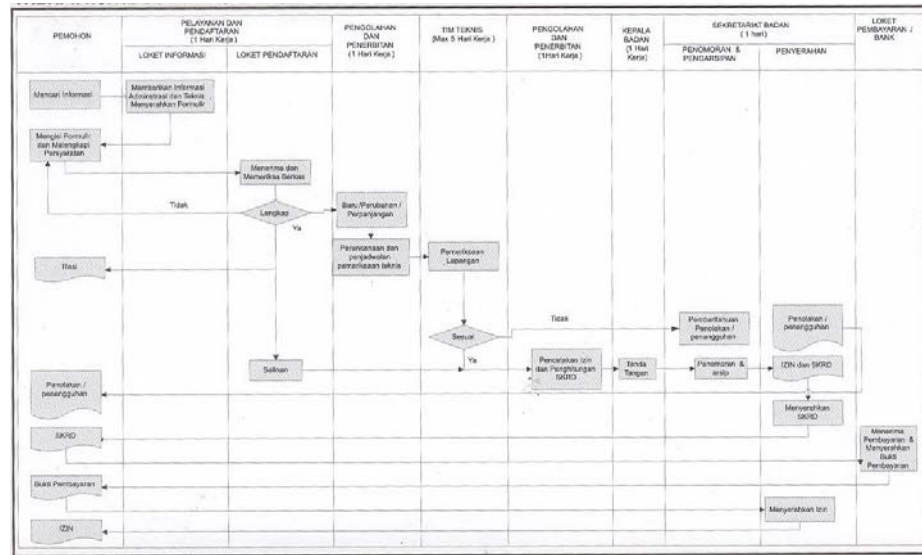 PEMOHON
PELAYANAN DAN
PENDAFTARAN
(1 Hari Kerja)
LOKET INFORMASI
LOKET PENDAFTARAN
PENGOLAHAN
DAN
PENERBITAN
(1 Hari Kerja)
TIM TEKNIS
(Max 5 Hari Kerja)
PENGOLAHAN
DAN
PENERBITAN
(1Hari Kerja)
KEPALA
BADAN
(1 Hari
Kerja)
SEKRETARIAT BADAN
(1 hari)
PENOMORAN &
PENGARSIPAN
PENYERAHAN
LOKET
PEMBAYARAN /
BANK
Mencari Informasi
Memberikan Informasi
Administrasi dan Teknis
Menyerahkan Formulir
Mengisi Formulir
dan Melengkapi
Persyaratan
Menerima dan
Memeriksa Berkas
Tidak
Lengkap
Ya
Baru /Perubahan /
Perpanjangan
Perencanaan dan
penjadwalan
pemeriksaan teknis
Pemeriksaan
Lapangan
Resi
Sesuai
Tidak
Ya
Pemberitahuan
Penolakan /
penangguhan
Penolakan /
penangguhan
Salinan
Pencetakan Izin
dan Penghitungan
SKRD
Tanda
Tangan
Penomoran &
arsip
IZIN dan SKRD
Penolakan /
penangguhan
Menyerahkan
SKRD
SKRD
Menerima
Pembayaran &
Menyerahkan
Bukti
Pembayaran
Bukti Pembayaran
Menyerahkan Izin
IZIN